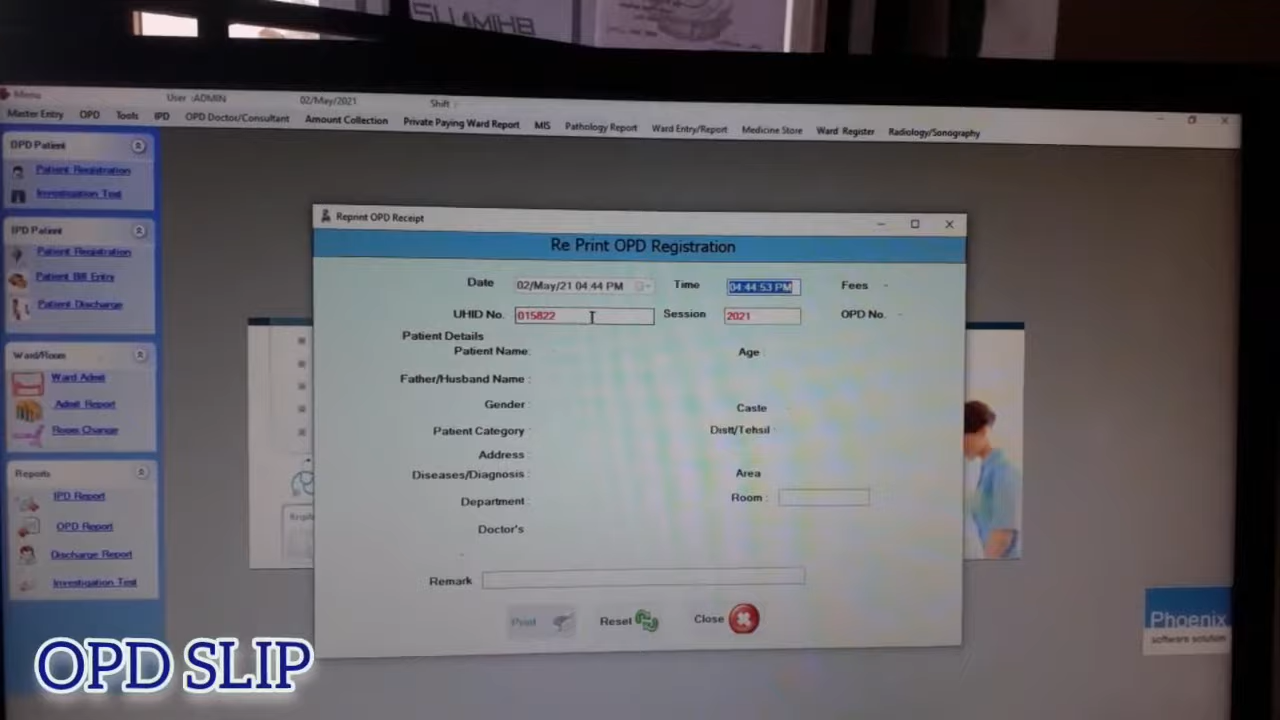 BHIM2LU
Menu User :ADMIN 02/May/2021 Shift :
Master Entry OPD Tools IPD OPD Doctor/Consultant Amount Collection Private Paying Ward Report MIS Pathology Report Ward Entry/Report Medicine Store Ward Register Radiology/Sonography
OPD Patient
Patient Registration
Investigation Test
IPD Patient
Patient Registration
Patient Bill Entry
Patient Discharge
Ward/Room
Ward Admit
Admit Report
Room Change
Reports
IPD Report
OPD Report
Discharge Report
Investigation Test
Reprint OPD Receipt
Re Print OPD Registration
Date 02/May/21 04:44 PM Time 04:44:53 PM Fees -
UHID No. 015822 Session 2021 OPD No. -
Patient Details
Patient Name: Age
Father/Husband Name :
Gender : Caste
Patient Category : Distt/Tehsil
Address :
Diseases/Diagnosis : Area
Department : Room :
Doctor's
Remark
Print Reset Close
Phoenix
software solution
OPD SLIP